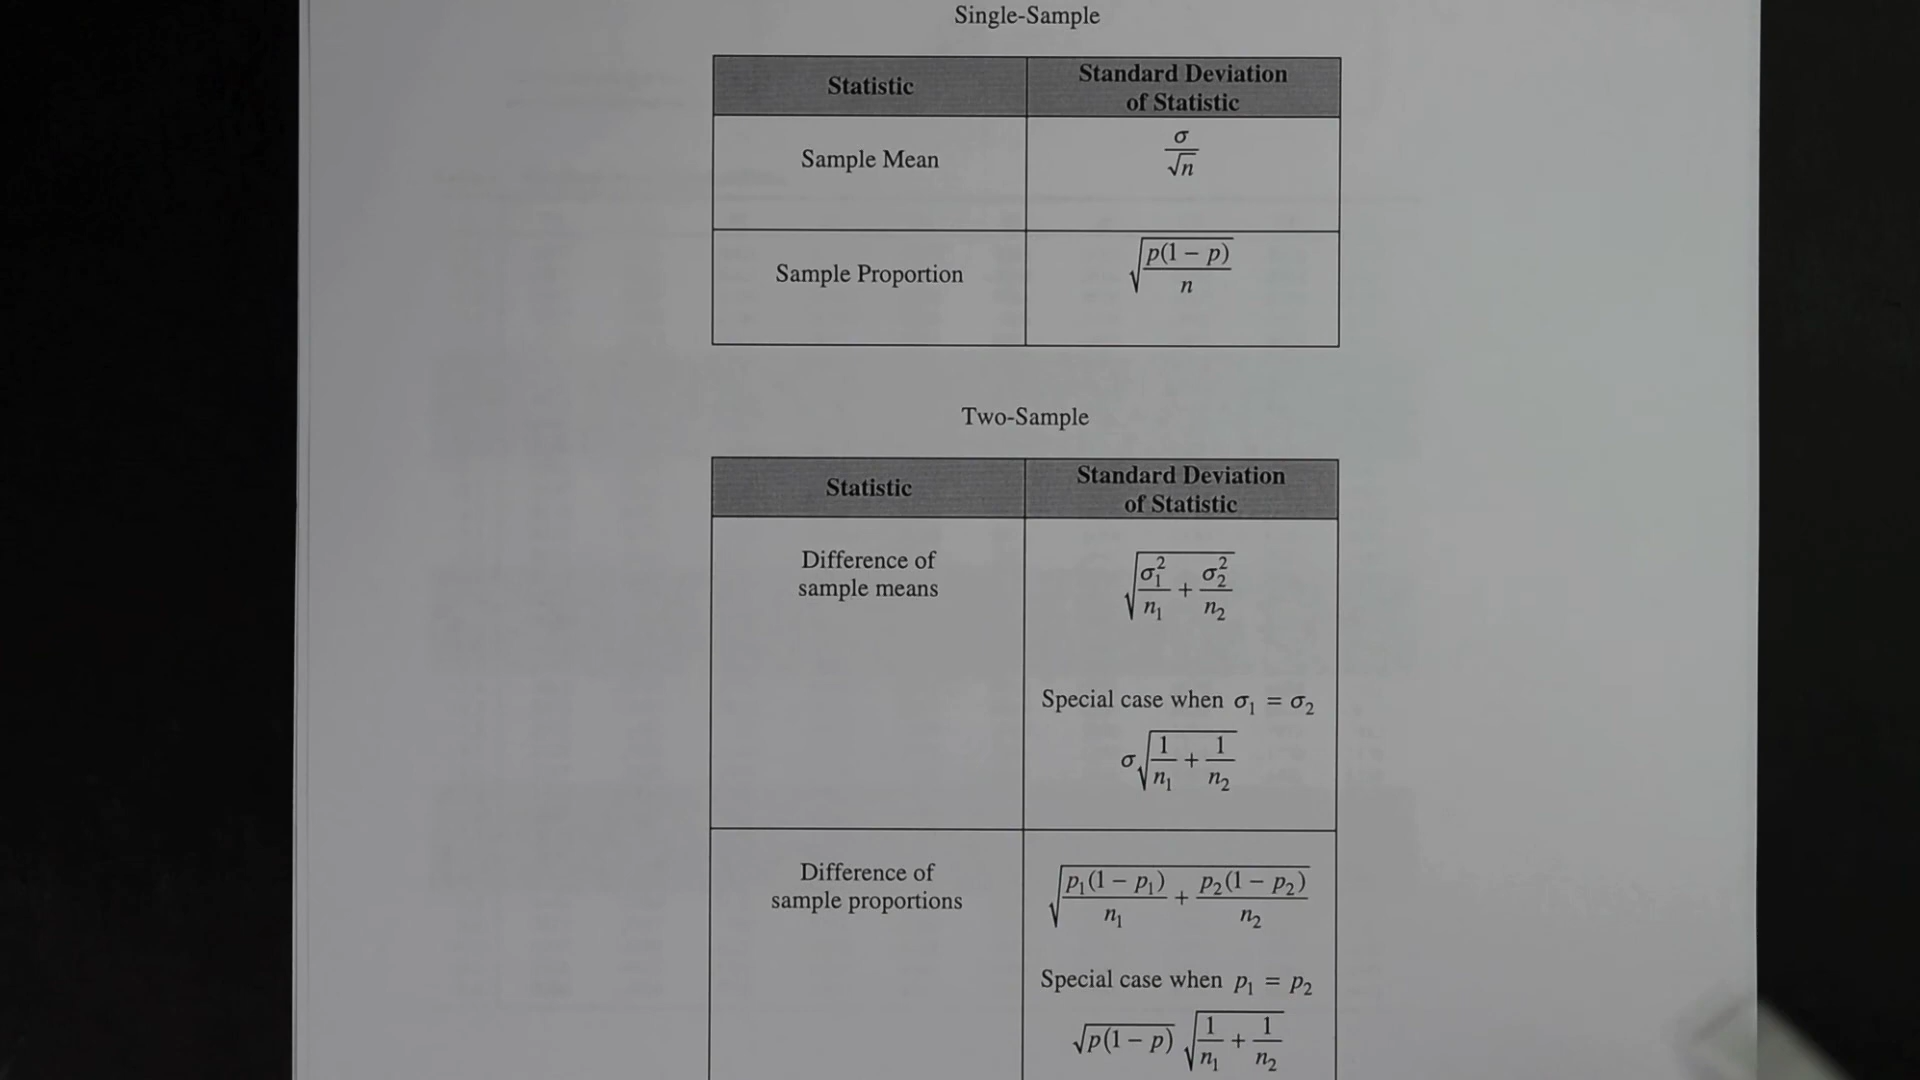 Single-Sample
Statistic
Standard Deviation
of Statistic
Sample Mean
σ/√n
Sample Proportion
√(p(1 − p)/n)
Two-Sample
Statistic
Standard Deviation
of Statistic
Difference of
sample means
√(σ₁²/n₁ + σ₂²/n₂)
Special case when σ₁ = σ₂
σ√(1/n₁ + 1/n₂)
Difference of
sample proportions
√(p₁(1 − p₁)/n₁ + p₂(1 − p₂)/n₂)
Special case when p₁ = p₂
√p(1 − p) √(1/n₁ + 1/n₂)